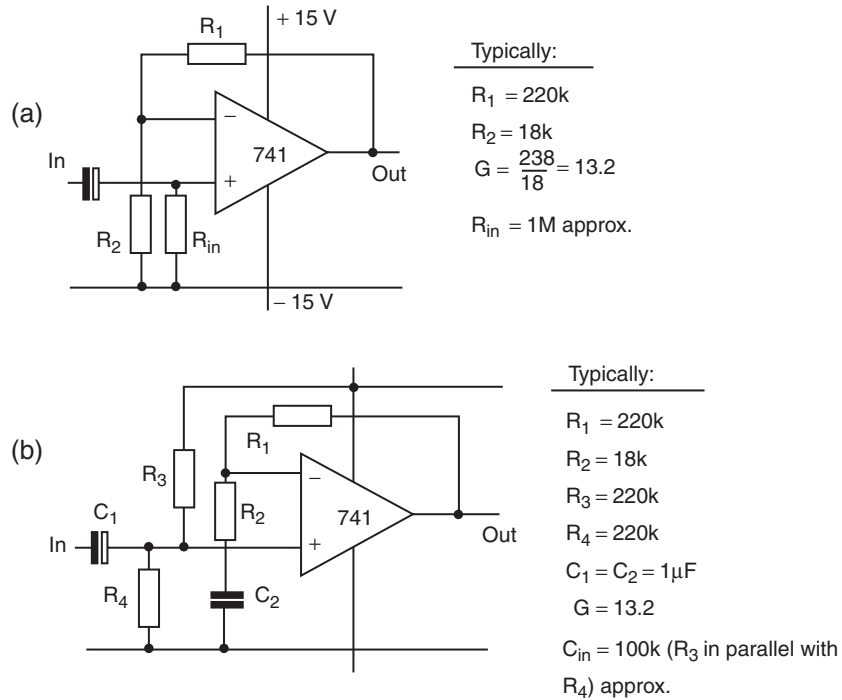 + 15 V
R1
(a)
−
741
+
In
Out
R2
Rin
− 15 V
Typically:
R1 = 220k
R2 = 18k
G = 238/18 = 13.2
Rin = 1M approx.
(b)
R1
R3
−
C1
R2
741
In
+
Out
R4
C2
Typically:
R1 = 220k
R2 = 18k
R3 = 220k
R4 = 220k
C1 = C2 = 1μF
G = 13.2
Cin = 100k (R3 in parallel with
R4) approx.